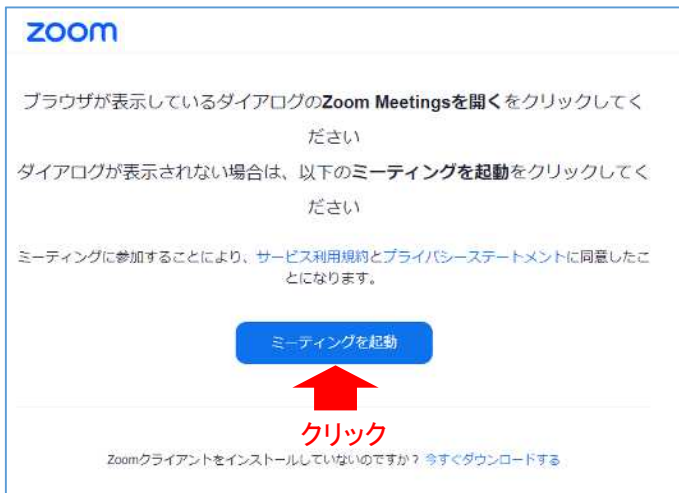 zoom
ブラウザが表示しているダイアログのZoom Meetingsを開くをクリックしてく
ださい
ダイアログが表示されない場合は、以下のミーティングを起動をクリックしてく
ださい
ミーティングに参加することにより、サービス利用規約とプライバシーステートメントに同意したこ
とになります。
ミーティングを起動
クリック
Zoomクライアントをインストールしていないのですか？ 今すぐダウンロードする